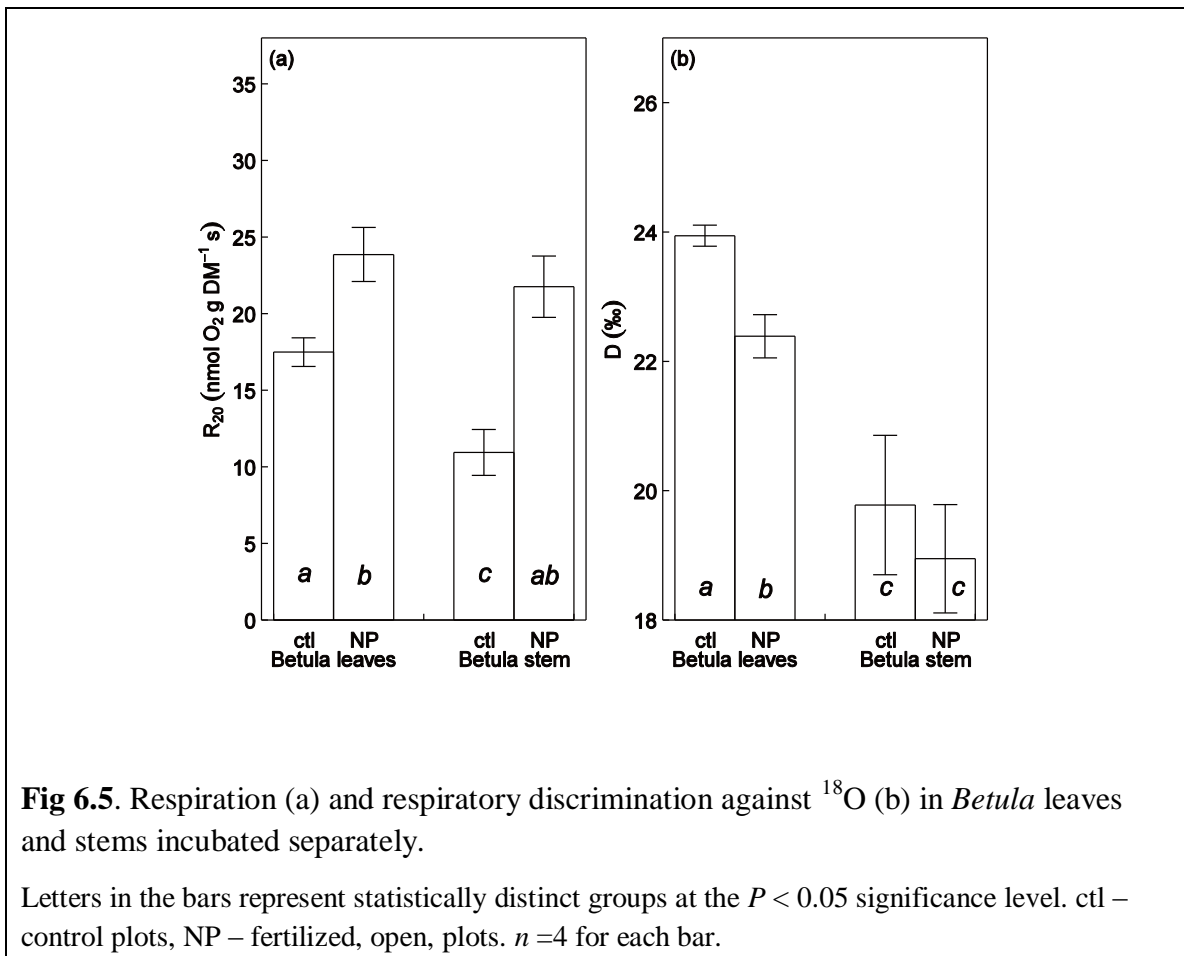 (a)
35
30
25
20
15
10
5
0
R₂₀ (nmol O₂ g DM⁻¹ s)
a
b
c
ab
ctl NP ctl NP
Betula leaves Betula stem
(b)
26
24
22
20
18
D (‰)
a
b
c
c
ctl NP ctl NP
Betula leaves Betula stem
Fig 6.5. Respiration (a) and respiratory discrimination against ¹⁸O (b) in Betula leaves
and stems incubated separately.
Letters in the bars represent statistically distinct groups at the P < 0.05 significance level. ctl –
control plots, NP – fertilized, open, plots. n =4 for each bar.